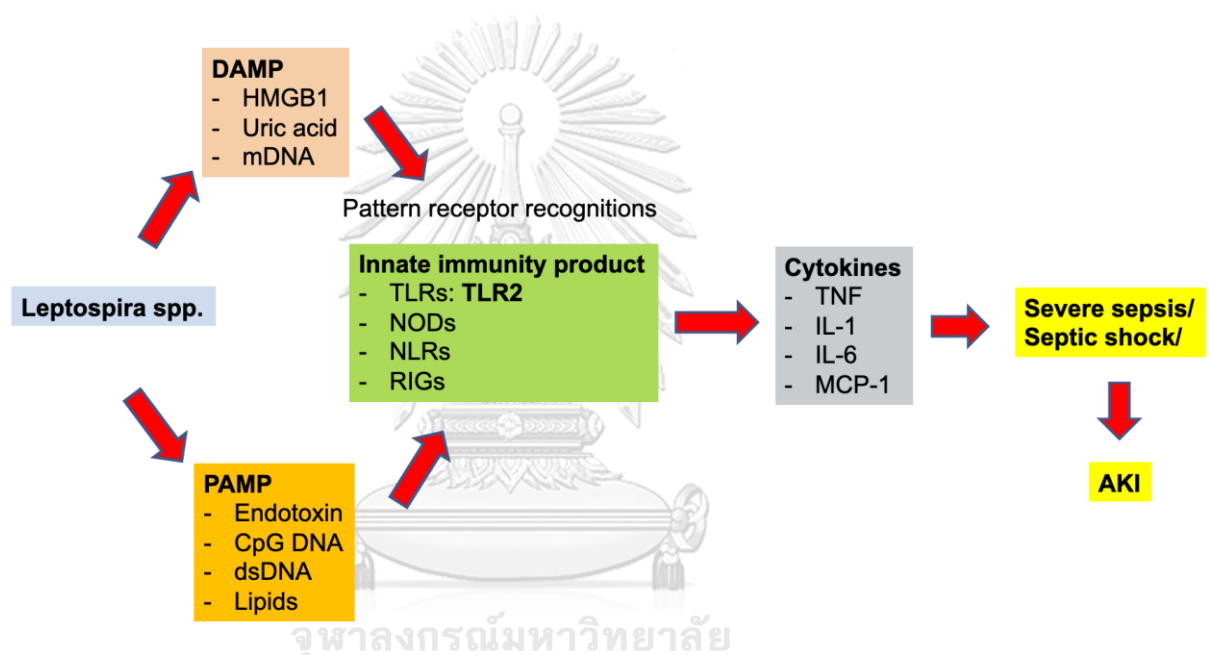 DAMP
- HMGB1
- Uric acid
- mDNA
Pattern receptor recognitions
Leptospira spp.
Innate immunity product
- TLRs: TLR2
- NODs
- NLRs
- RIGs
Cytokines
- TNF
- IL-1
- IL-6
- MCP-1
Severe sepsis/
Septic shock/
AKI
PAMP
- Endotoxin
- CpG DNA
- dsDNA
- Lipids
จุฬาลงกรณ์มหาวิทยาลัย